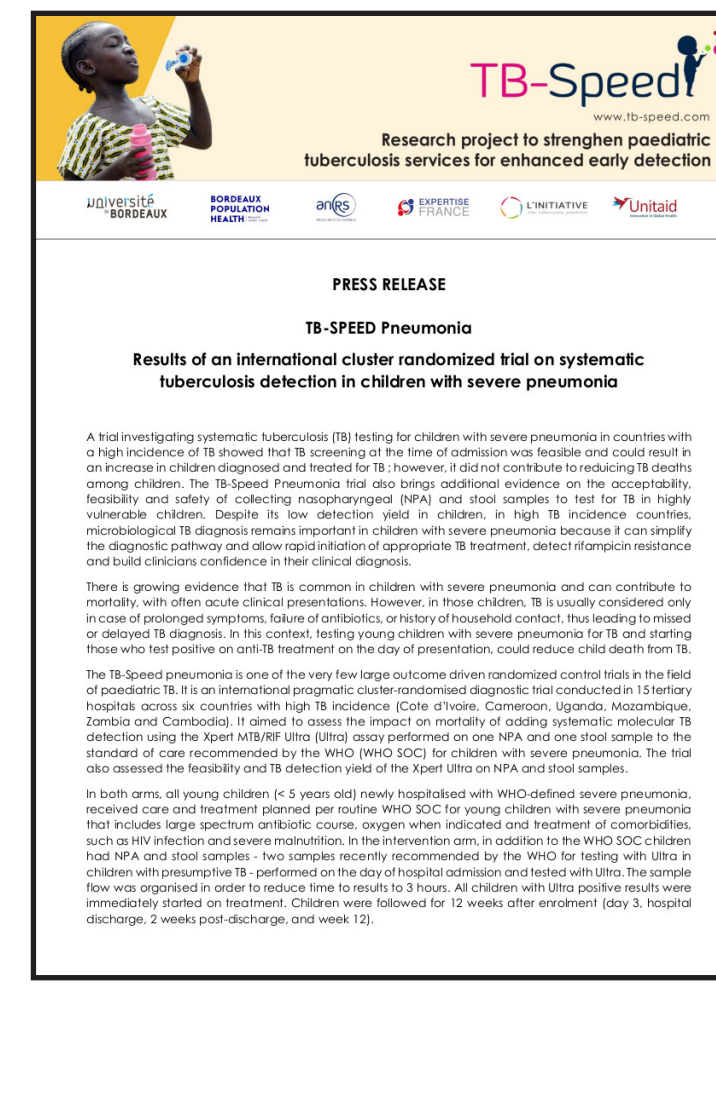 TB-Speed
www.tb-speed.com
Research project to strenghen paediatric
tuberculosis services for enhanced early detection
université
de BORDEAUX
BORDEAUX
POPULATION
HEALTH
anRS
EXPERTISE
FRANCE
L'INITIATIVE
Unitaid
PRESS RELEASE
TB-SPEED Pneumonia
Results of an international cluster randomized trial on systematic
tuberculosis detection in children with severe pneumonia
A trial investigating systematic tuberculosis (TB) testing for children with severe pneumonia in countries with
a high incidence of TB showed that TB screening at the time of admission was feasible and could result in
an increase in children diagnosed and treated for TB ; however, it did not contribute to reduicing TB deaths
among children. The TB-Speed Pneumonia trial also brings additional evidence on the acceptability,
feasibility and safety of collecting nasopharyngeal (NPA) and stool samples to test for TB in highly
vulnerable children. Despite its low detection yield in children, in high TB incidence countries,
microbiological TB diagnosis remains important in children with severe pneumonia because it can simplify
the diagnostic pathway and allow rapid initiation of appropriate TB treatment, detect rifampicin resistance
and build clinicians confidence in their clinical diagnosis.
There is growing evidence that TB is common in children with severe pneumonia and can contribute to
mortality, with often acute clinical presentations. However, in those children, TB is usually considered only
in case of prolonged symptoms, failure of antibiotics, or history of household contact, thus leading to missed
or delayed TB diagnosis. In this context, testing young children with severe pneumonia for TB and starting
those who test positive on anti-TB treatment on the day of presentation, could reduce child death from TB.
The TB-Speed pneumonia is one of the very few large outcome driven randomized control trials in the field
of paediatric TB. It is an international pragmatic cluster-randomised diagnostic trial conducted in 15 tertiary
hospitals across six countries with high TB incidence (Cote d'Ivoire, Cameroon, Uganda, Mozambique,
Zambia and Cambodia). It aimed to assess the impact on mortality of adding systematic molecular TB
detection using the Xpert MTB/RIF Ultra (Ultra) assay performed on one NPA and one stool sample to the
standard of care recommended by the WHO (WHO SOC) for children with severe pneumonia. The trial
also assessed the feasibility and TB detection yield of the Xpert Ultra on NPA and stool samples.
In both arms, all young children (< 5 years old) newly hospitalised with WHO-defined severe pneumonia,
received care and treatment planned per routine WHO SOC for young children with severe pneumonia
that includes large spectrum antibiotic course, oxygen when indicated and treatment of comorbidities,
such as HIV infection and severe malnutrition. In the intervention arm, in addition to the WHO SOC children
had NPA and stool samples - two samples recently recommended by the WHO for testing with Ultra in
children with presumptive TB - performed on the day of hospital admission and tested with Ultra. The sample
flow was organised in order to reduce time to results to 3 hours. All children with Ultra positive results were
immediately started on treatment. Children were followed for 12 weeks after enrolment (day 3, hospital
discharge, 2 weeks post-discharge, and week 12).